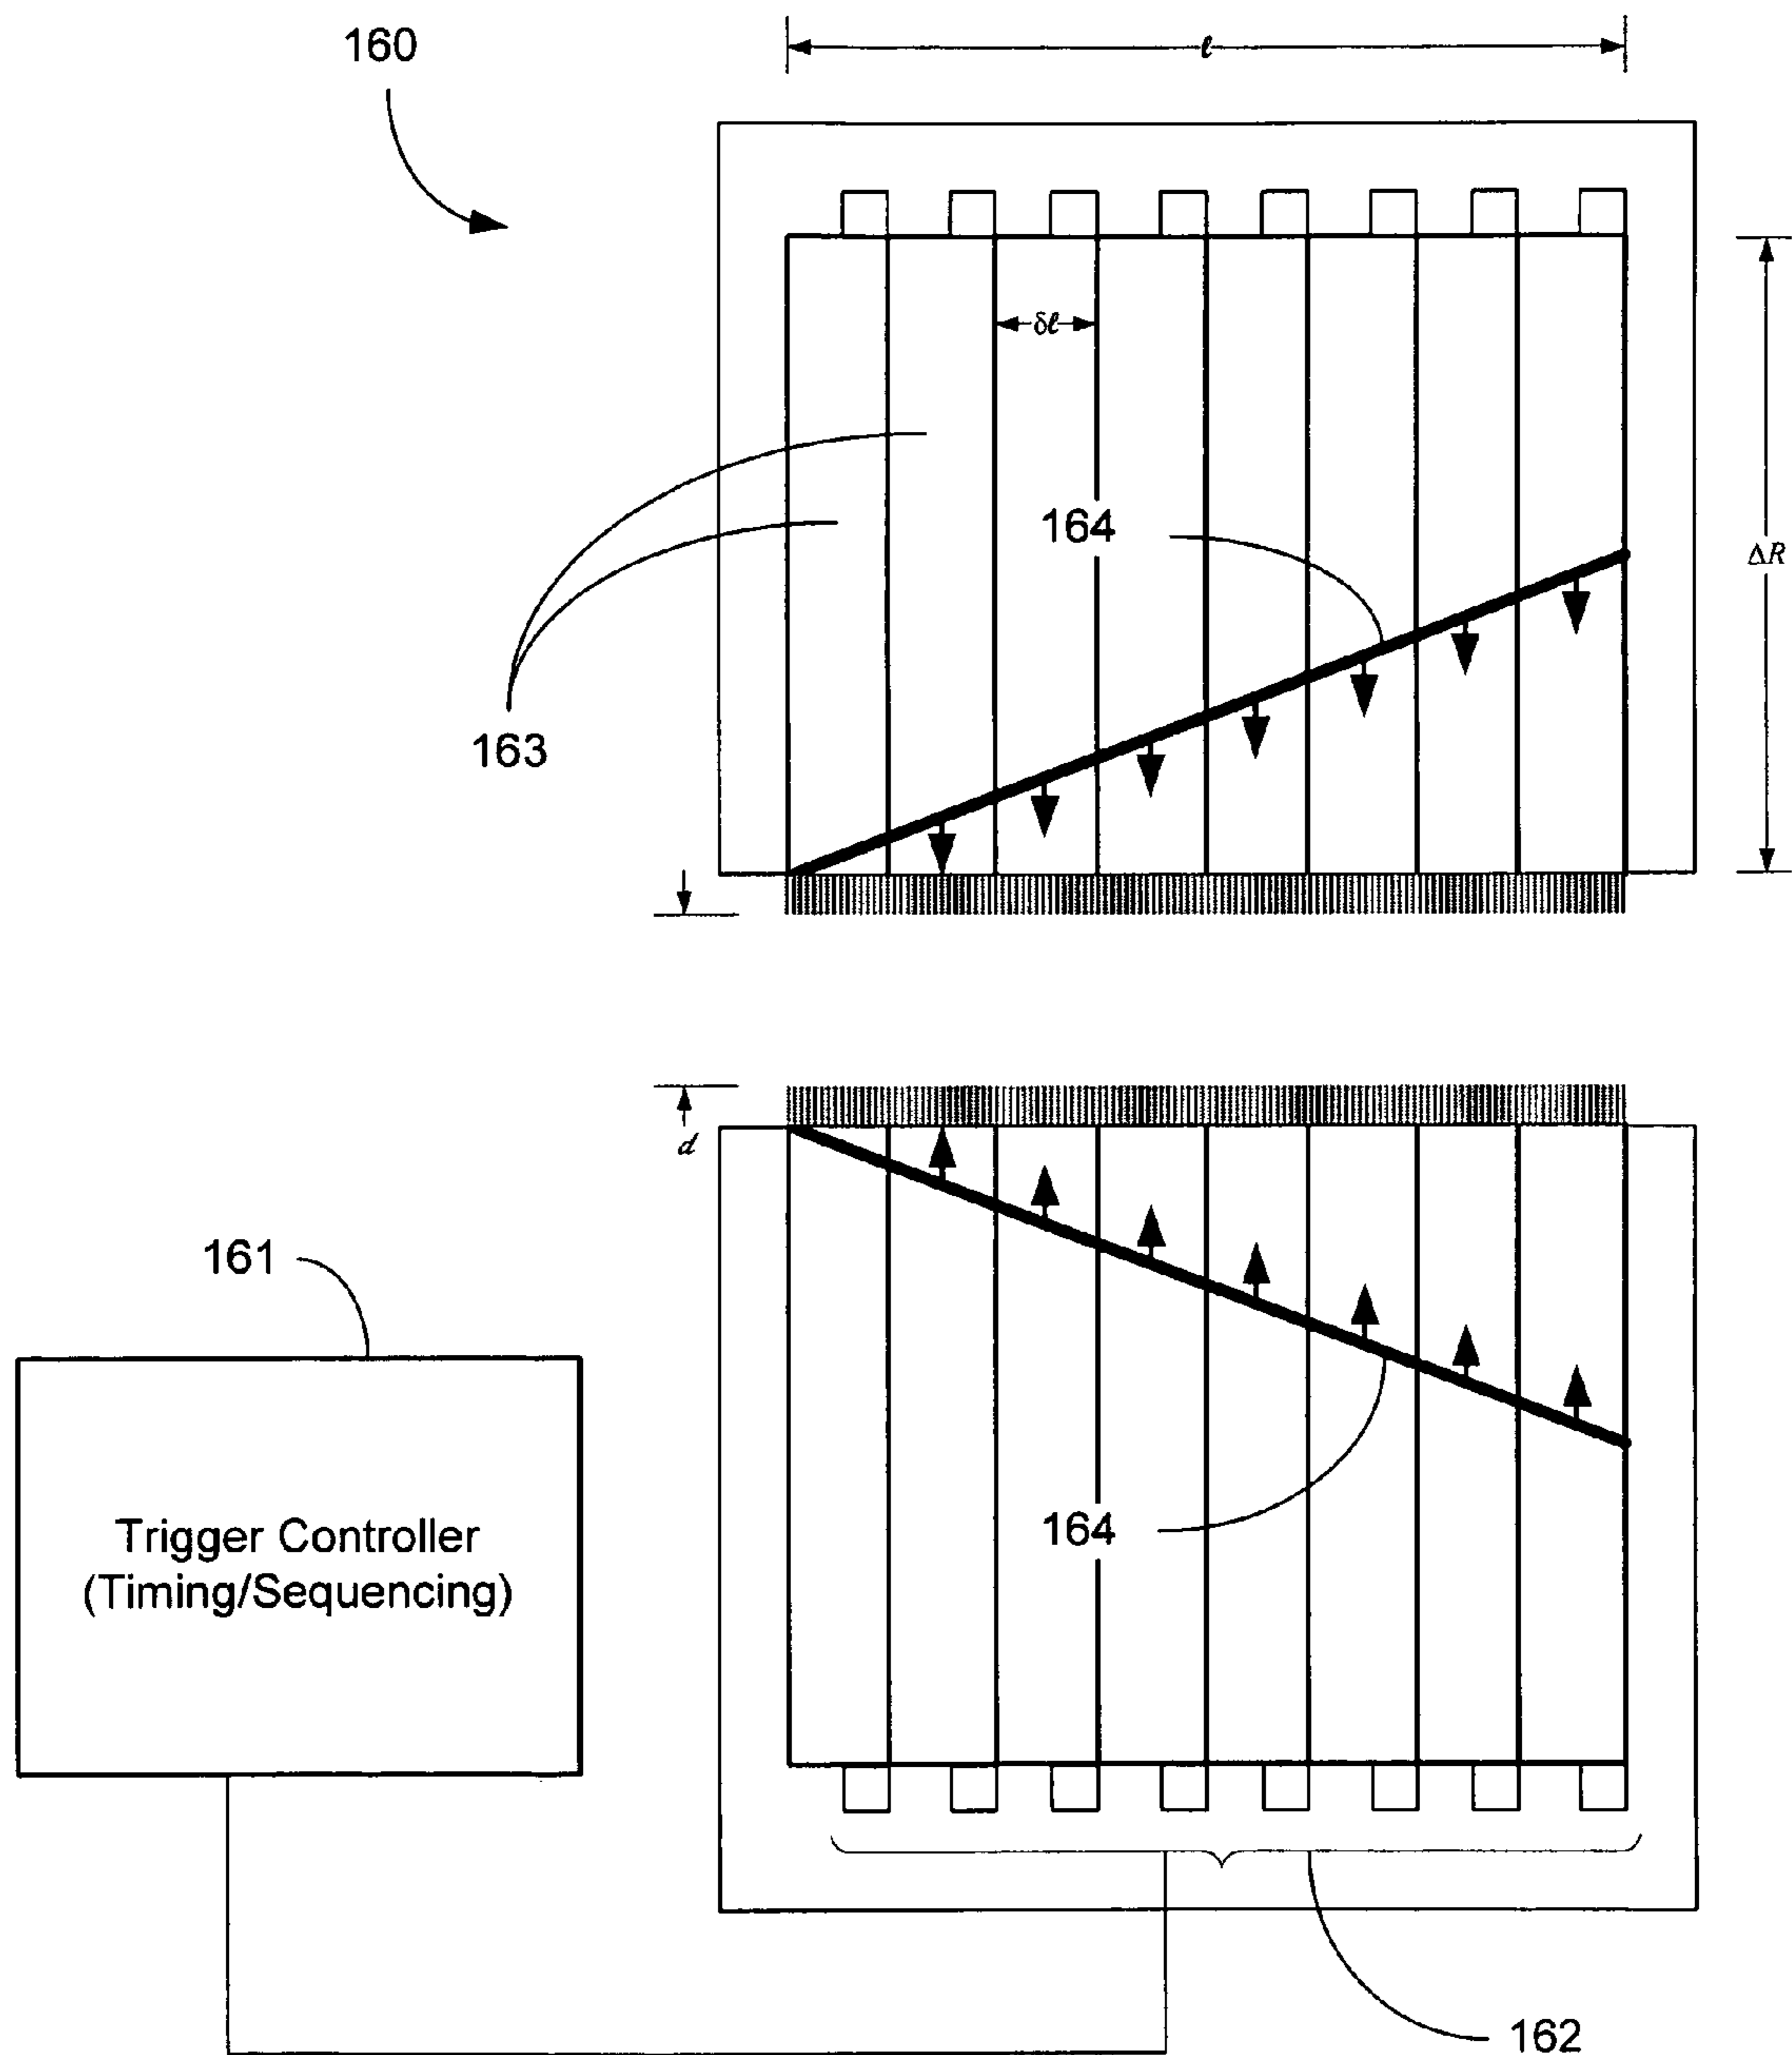 160
ℓ
δℓ
164
ΔR
163
d
161
Trigger Controller
(Timing/Sequencing)
164
162